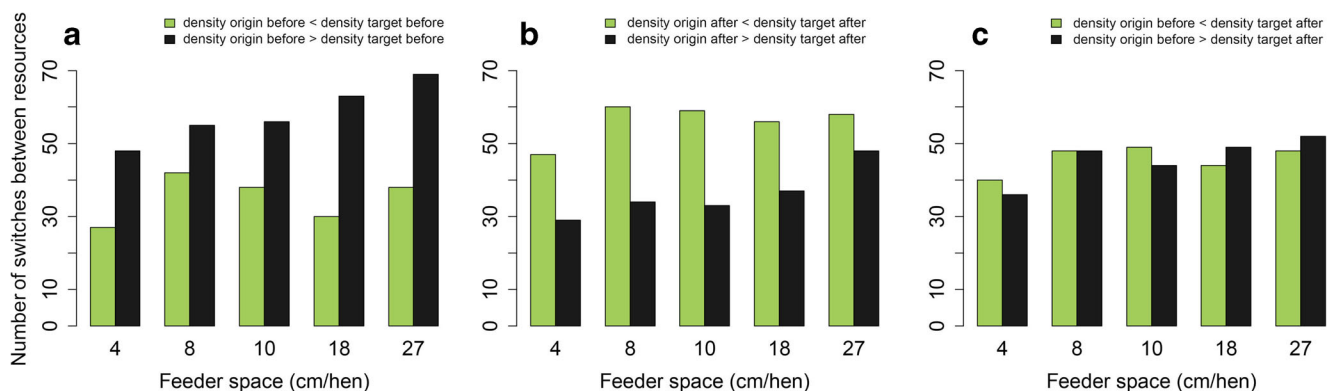 a
density origin before < density target before
density origin before > density target before
Number of switches between resources
70
50
30
10
0
4 8 10 18 27
Feeder space (cm/hen)
b
density origin after < density target after
density origin after > density target after
70
50
30
10
0
4 8 10 18 27
Feeder space (cm/hen)
c
density origin before < density target after
density origin before > density target after
70
50
30
10
0
4 8 10 18 27
Feeder space (cm/hen)